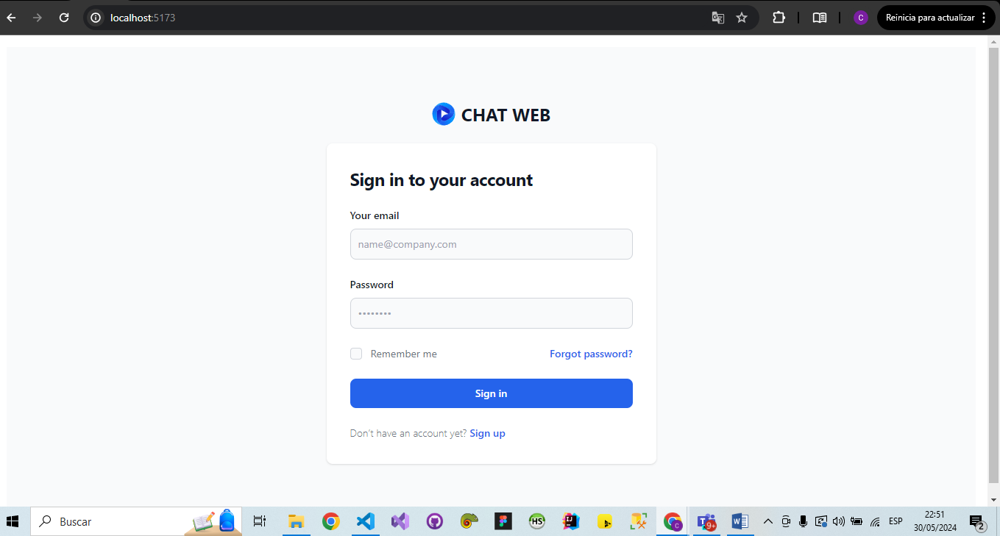 localhost:5173
C
Reinicia para actualizar
CHAT WEB
Sign in to your account
Your email
name@company.com
Password
Remember me
Forgot password?
Sign in
Don't have an account yet? Sign up
Buscar
HS
IJ
C
T
9+
W
ESP
22:51
30/05/2024
2